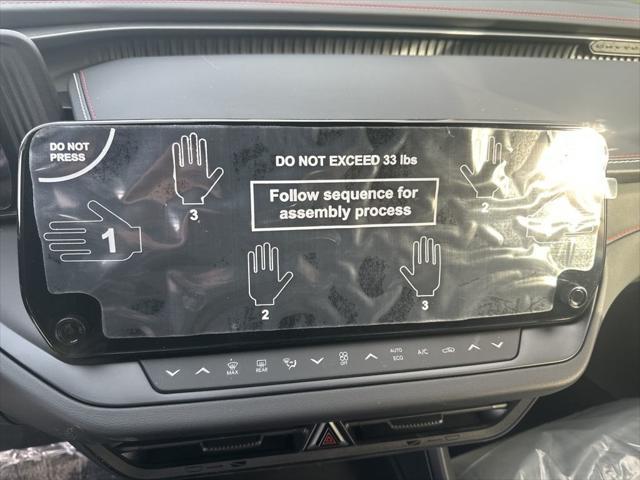 DO NOT
PRESS
DO NOT EXCEED 33 lbs
Follow sequence for
assembly process
3
2
1
2
3
MAX
REAR
OFF
AUTO
ECO
A/C